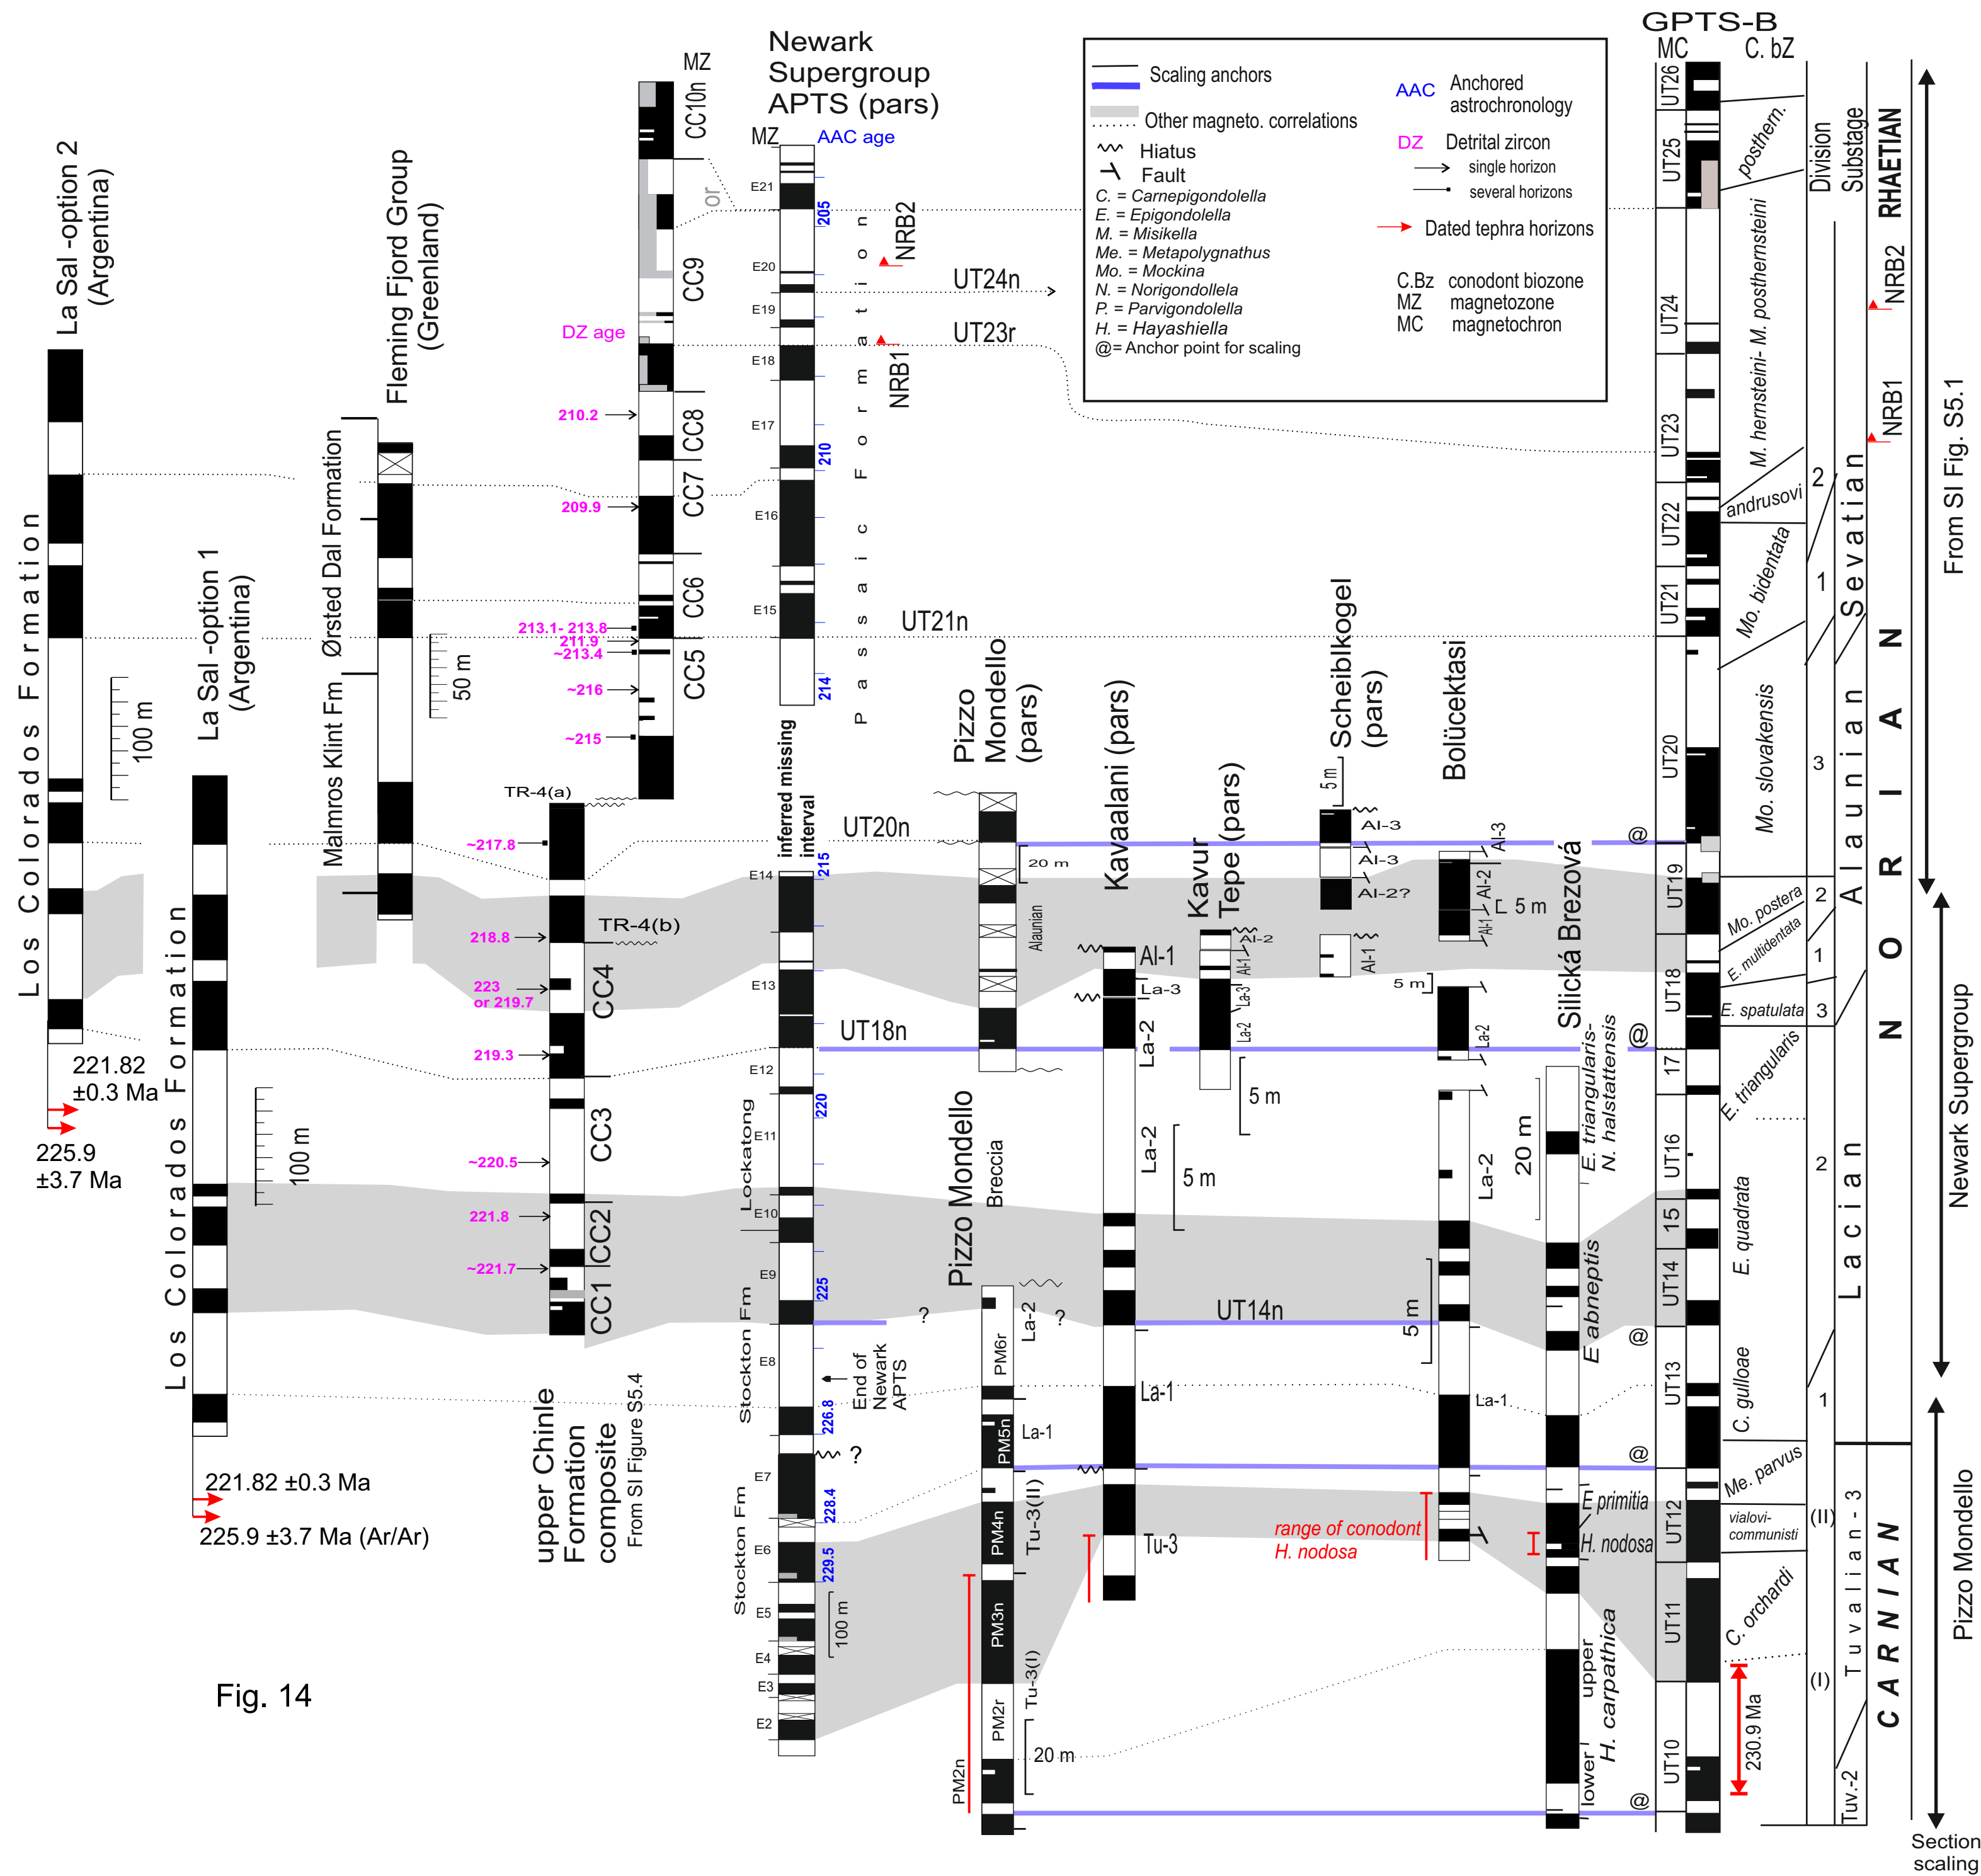 GPTS-B
MC
C. bZ
Newark
Supergroup
APTS (pars)
MZ
AAC age
MZ
La Sal -option 2
(Argentina)
Fleming Fjord Group
(Greenland)
La Sal -option 1
(Argentina)
Scaling anchors
Other magneto. correlations
Hiatus
Fault
C. = Carnepigondolella
E. = Epigondolella
M. = Misikella
Me. = Metapolygnathus
Mo. = Mockina
N. = Norigondollela
P. = Parvigondolella
H. = Hayashiella
@= Anchor point for scaling
AAC Anchored
astrochronology
DZ Detrital zircon
single horizon
several horizons
Dated tephra horizons
C.Bz conodont biozone
MZ magnetozone
MC magnetochron
Los Colorados Formation
100 m
221.82
±0.3 Ma
225.9
±3.7 Ma
Los Colorados Formation
100 m
221.82 ±0.3 Ma
225.9 ±3.7 Ma (Ar/Ar)
Fig. 14
Ørsted Dal Formation
Malmros Klint Fm
50 m
CC10n
or
CC9
CC8
CC7
CC6
CC5
DZ age
210.2
209.9
213.1- 213.8
211.9
~213.4
~216
~215
TR-4(a)
~217.8
TR-4(b)
218.8
CC4
223
or 219.7
219.3
CC3
~220.5
CC2
221.8
~221.7
CC1
upper Chinle
Formation
composite
From SI Figure S5.4
E21
205
E20
E19
E18
E17
210
E16
E15
214
Passaic Formation
NRB2
NRB1
UT24n
UT23r
UT21n
inferred missing
interval
215
E14
E13
E12
220
E11
Lockatong
E10
E9
225
Stockton Fm
E8
End of
Newark
APTS
226.8
?
E7
228.4
Stockton Fm
E6
229.5
E5
100 m
E4
E3
E2
UT20n
UT18n
Pizzo
Mondello
(pars)
20 m
Alaunian
Pizzo Mondello
Breccia
?
?
La-2
PM6r
La-1
PM5n
Tu-3(II)
PM4n
PM3n
Tu-3(I)
PM2r
20 m
PM2n
Kavaalani (pars)
Al-1
La-3
La-2
La-2
5 m
La-1
Tu-3
Kavur
Tepe (pars)
Al-2
Al-1
La-3
La-2
5 m
Scheiblkogel
(pars)
5 m
Al-3
Al-3
Al-2?
Al-1
Bolücektasi
Al-3
Al-2
5 m
Al-1
5 m
La-2
La-2
UT14n
5 m
La-1
range of conodont
H. nodosa
Silická Brezová
E. triangularis-
N. halstattensis
20 m
E abneptis
E primitia
H. nodosa
upper
lower
H. carpathica
UT26
UT25
UT24
UT23
UT22
UT21
UT20
UT19
UT18
17
UT16
15
UT14
UT13
UT12
UT11
UT10
@
@
@
@
@
posthern.
M. hernsteini- M. posthernsteini
andrusovi
Mo. bidentata
Mo. slovakensis
Mo. postera
E. multidentata
E. spatulata
E. triangularis
E. quadrata
C. gulloae
Me. parvus
vialovi-
communisti
C. orchardi
230.9 Ma
Division
2
1
3
2
1
3
2
1
(II)
(I)
Substage
Sevatian
Alaunian
Lacian
Tuvalian-3
Tuv.-2
RHAETIAN
NORIAN
CARNIAN
NRB2
NRB1
From SI Fig. S5.1
Newark Supergroup
Pizzo Mondello
Section
scaling